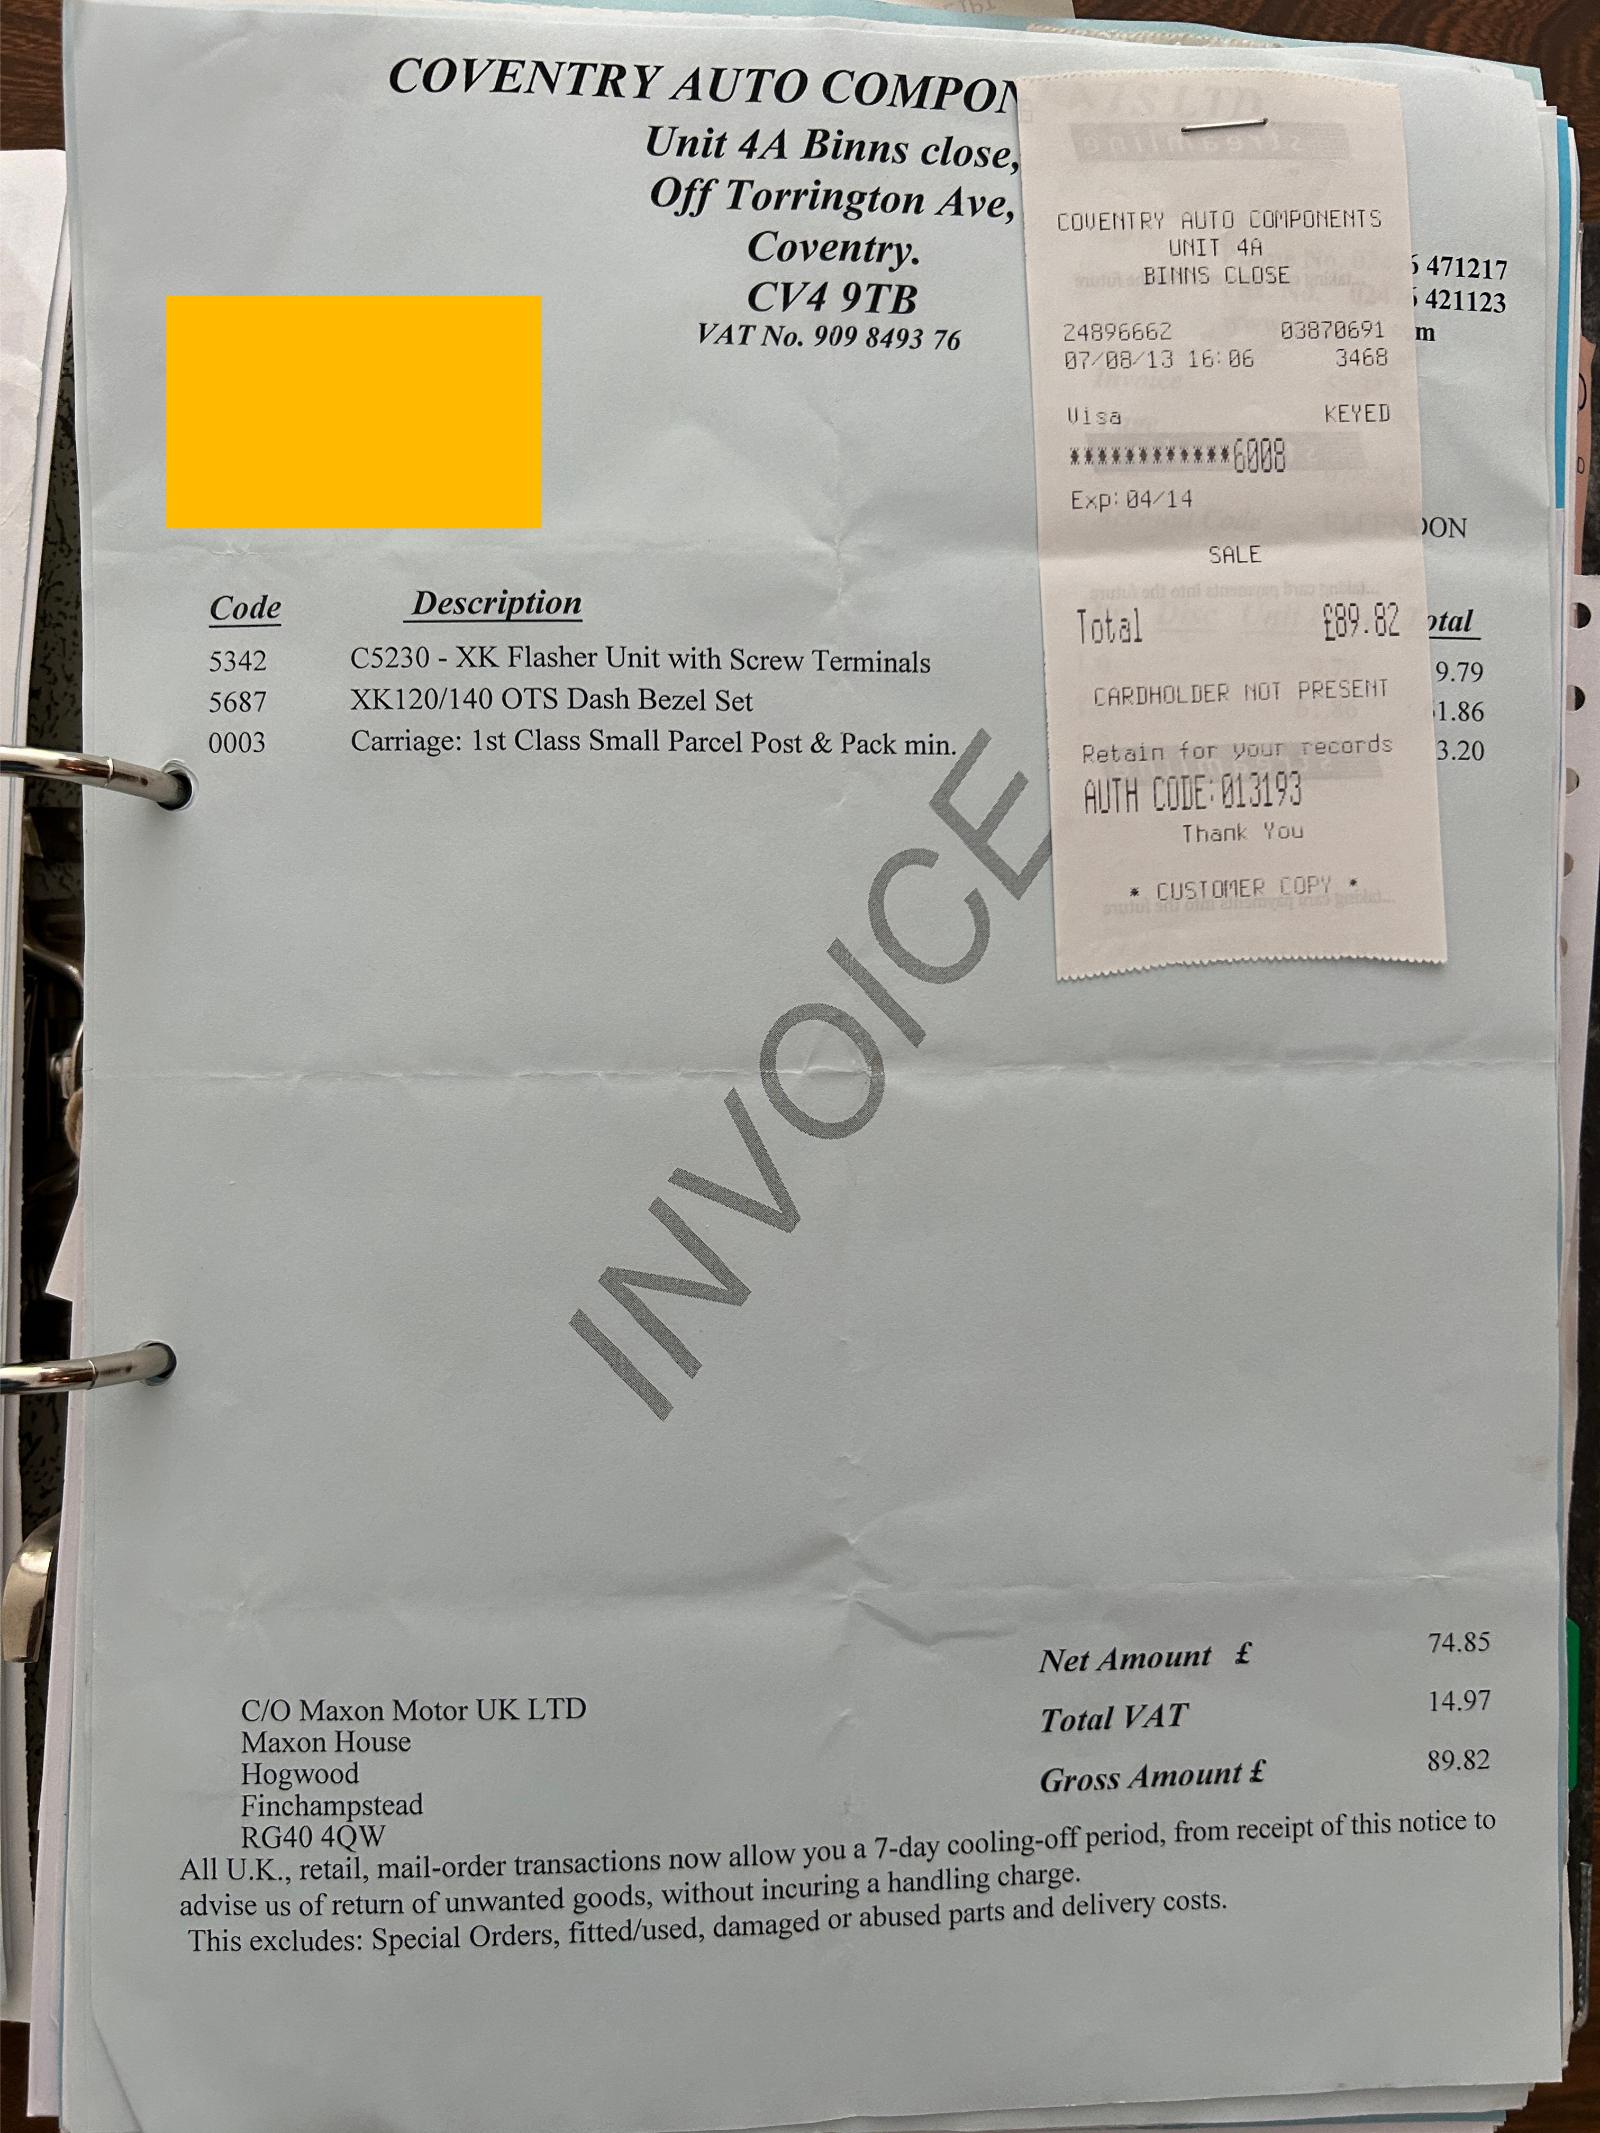 COVENTRY AUTO COMPON
Unit 4A Binns close,
Off Torrington Ave,
Coventry.
CV4 9TB
VAT No. 909 8493 76
471217
421123
m
DON
COVENTRY AUTO COMPONENTS
UNIT 4A
BINNS CLOSE
24896662 03870691
07/08/13 16:06 3468
Visa KEYED
************6008
Exp:04/14
SALE
Total £89.82
CARDHOLDER NOT PRESENT
Retain for your records
AUTH CODE:013193
Thank You
* CUSTOMER COPY *
Code Description otal
5342 C5230 - XK Flasher Unit with Screw Terminals 9.79
5687 XK120/140 OTS Dash Bezel Set 1.86
0003 Carriage: 1st Class Small Parcel Post & Pack min. 3.20
INVOICE
Net Amount £ 74.85
Total VAT 14.97
Gross Amount £ 89.82
C/O Maxon Motor UK LTD
Maxon House
Hogwood
Finchampstead
RG40 4QW
All U.K., retail, mail-order transactions now allow you a 7-day cooling-off period, from receipt of this notice to
advise us of return of unwanted goods, without incuring a handling charge.
This excludes: Special Orders, fitted/used, damaged or abused parts and delivery costs.